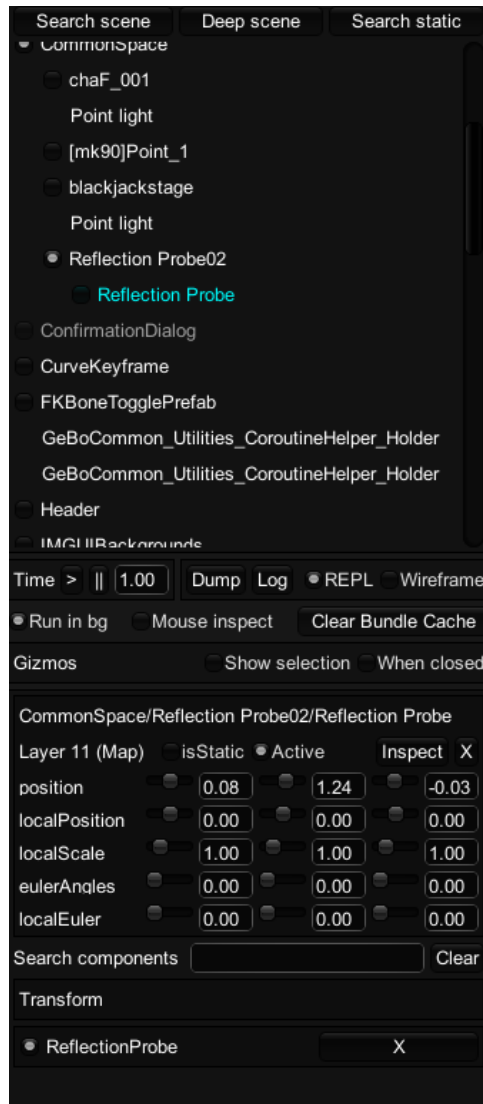 Search scene Deep scene Search static
CommonSpace
chaF_001
Point light
[mk90]Point_1
blackjackstage
Point light
Reflection Probe02
Reflection Probe
ConfirmationDialog
CurveKeyframe
FKBoneTogglePrefab
GeBoCommon_Utilities_CoroutineHelper_Holder
GeBoCommon_Utilities_CoroutineHelper_Holder
Header
IMGUIBackgrounds
Time > || 1.00 Dump Log REPL Wireframe
Run in bg Mouse inspect Clear Bundle Cache
Gizmos Show selection When closed
CommonSpace/Reflection Probe02/Reflection Probe
Layer 11 (Map) isStatic Active Inspect X
position 0.08 1.24 -0.03
localPosition 0.00 0.00 0.00
localScale 1.00 1.00 1.00
eulerAngles 0.00 0.00 0.00
localEuler 0.00 0.00 0.00
Search components Clear
Transform
ReflectionProbe X